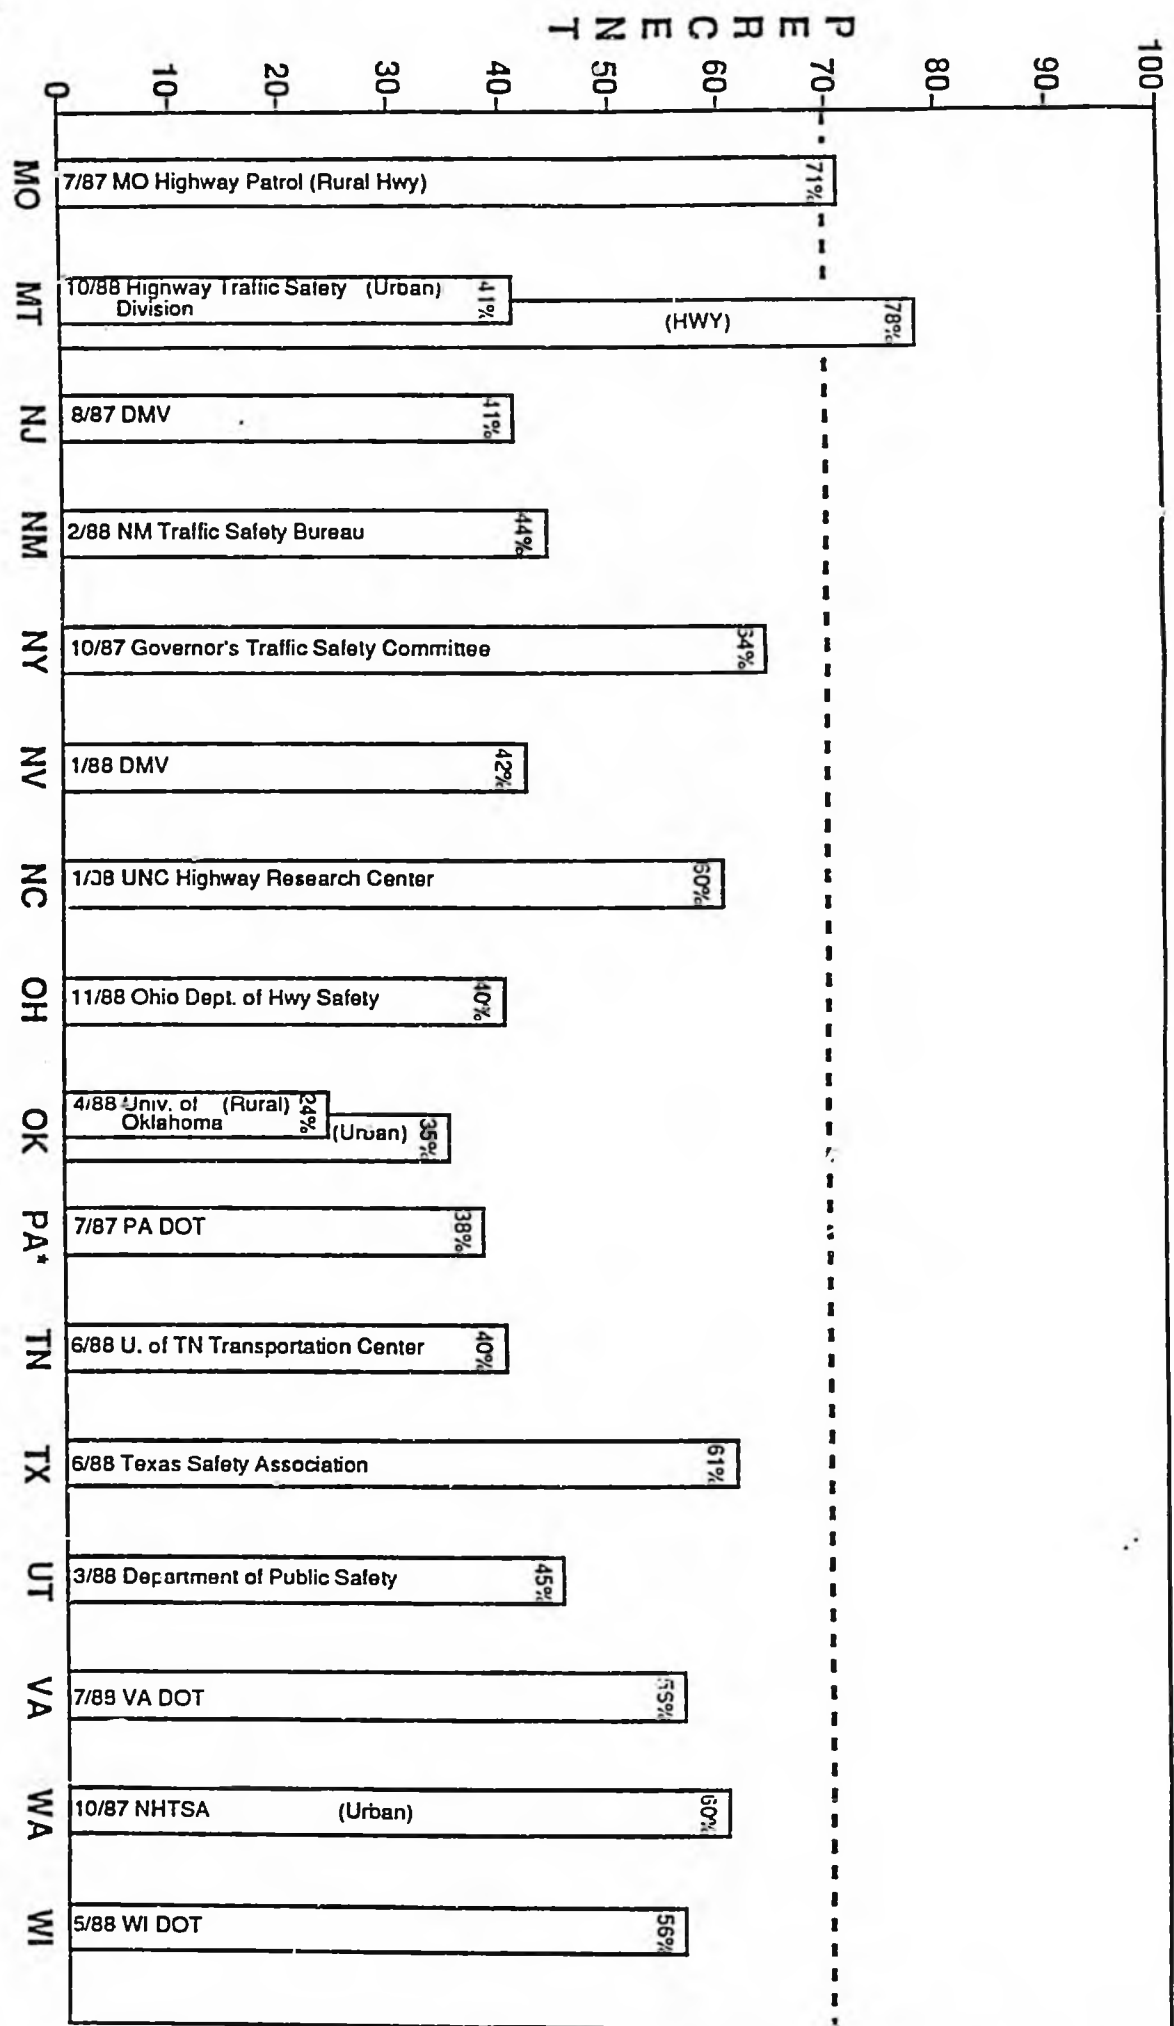 PERCENT
100
90
80
70
60
50
40
30
20
10
0
MO
7/87 MO Highway Patrol (Rural Hwy)
71%
MT
10/88 Highway Traffic Safety (Urban)
Division
41%
(HWY)
78%
NJ
8/87 DMV
41%
NM
2/88 NM Traffic Safety Bureau
44%
NY
10/87 Governor's Traffic Safety Committee
64%
NV
1/88 DMV
42%
NC
1/88 UNC Highway Research Center
60%
OH
11/88 Ohio Dept. of Hwy Safety
40%
OK
4/88 Univ. of (Rural)
Oklahoma
24%
(Urban)
35%
PA*
7/87 PA DOT
38%
TN
6/88 U. of TN Transportation Center
40%
TX
6/88 Texas Safety Association
61%
UT
3/88 Department of Public Safety
45%
VA
VA DOT
WA
10/87 NHTSA (Urban)
60%
WI
5/88 WI DOT
56%